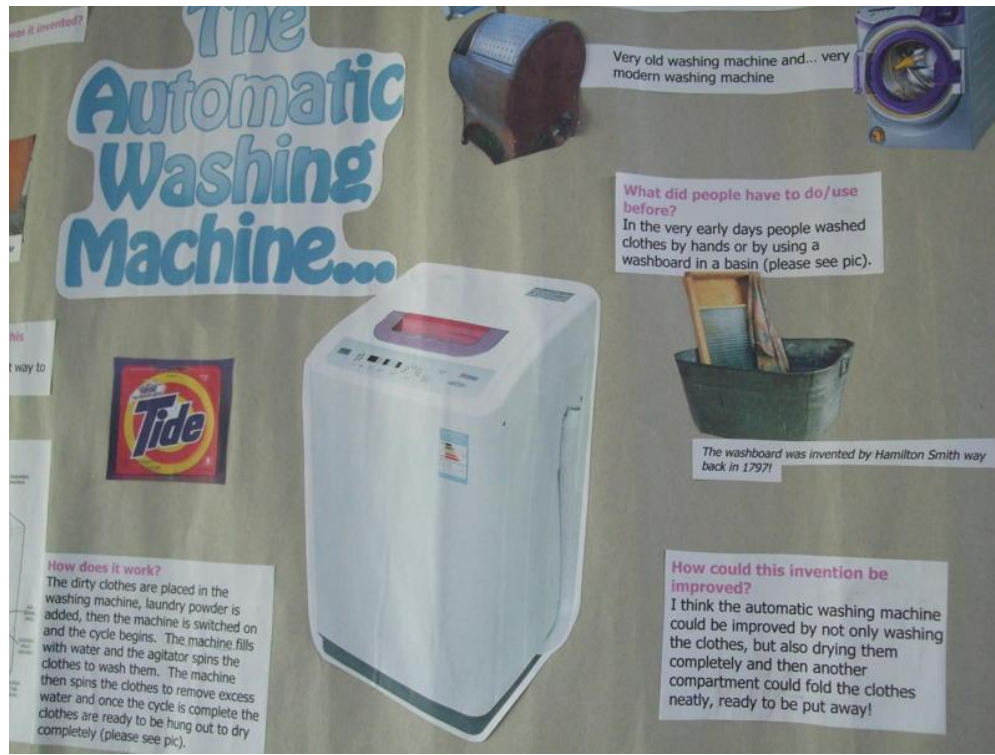 was it invented?
The
Automatic
Washing
Machine...
Very old washing machine and... very
modern washing machine
What did people have to do/use
before?
In the very early days people washed
clothes by hands or by using a
washboard in a basin (please see pic).
The washboard was invented by Hamilton Smith way
back in 1797!
his
t way to
Tide
How does it work?
The dirty clothes are placed in the
washing machine, laundry powder is
added, then the machine is switched on
and the cycle begins. The machine fills
with water and the agitator spins the
clothes to wash them. The machine
then spins the clothes to remove excess
water and once the cycle is complete the
clothes are ready to be hung out to dry
completely (please see pic).
How could this invention be
improved?
I think the automatic washing machine
could be improved by not only washing
the clothes, but also drying them
completely and then another
compartment could fold the clothes
neatly, ready to be put away!